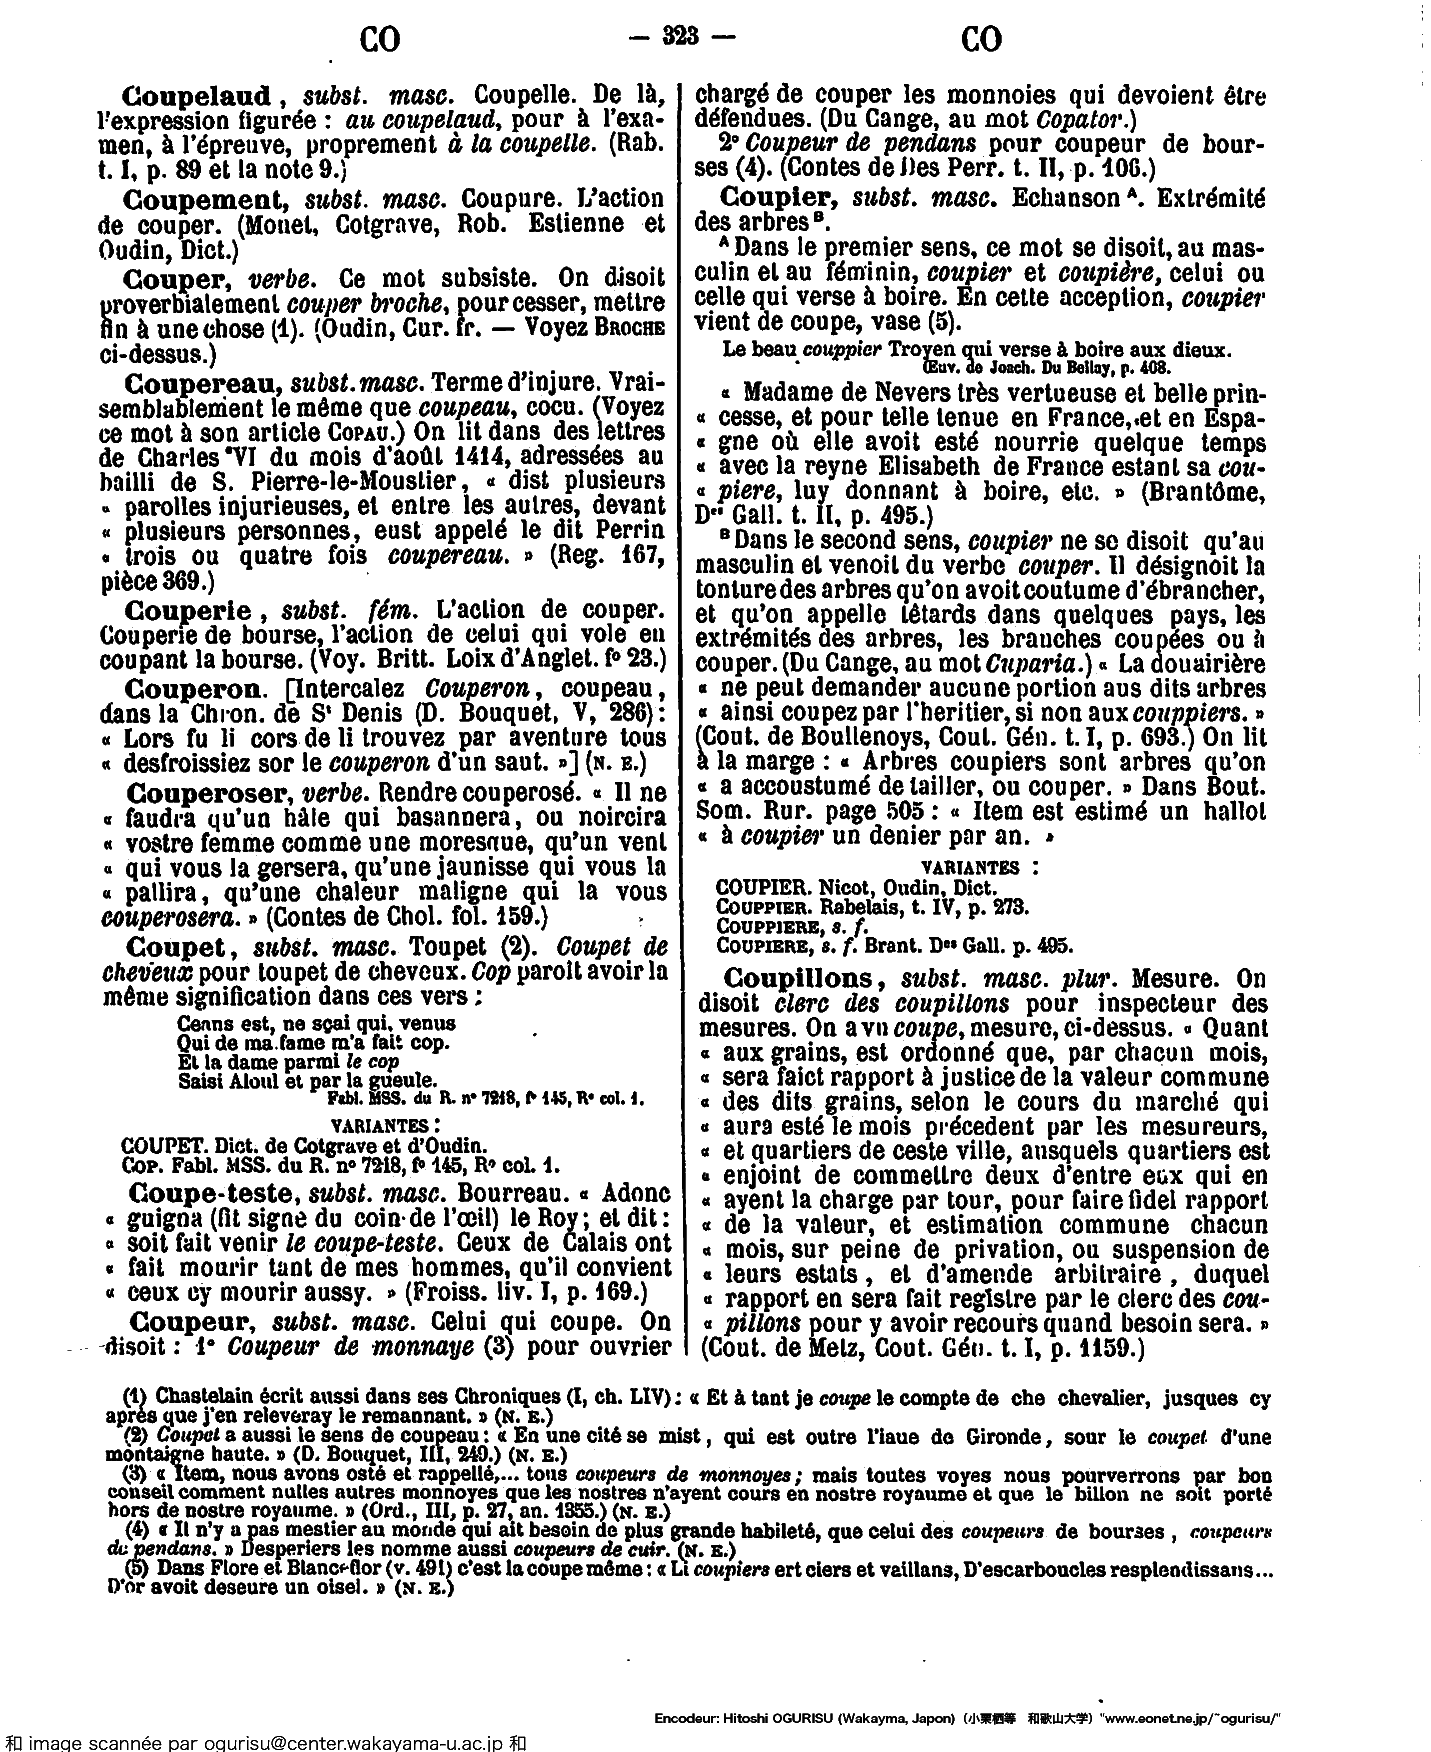 CO — 323 — CO
Coupelaud, subst. masc. Coupelle. De là,
l'expression figurée : au coupelaud, pour à l'exa-
men, à l'épreuve, proprement à la coupelle. (Rab.
t. I, p. 89 et la note 9.)
Coupement, subst. masc. Coupure. L'action
de couper. (Monet, Cotgrave, Rob. Estienne et
Oudin, Dict.)
Couper, verbe. Ce mot subsiste. On disoit
proverbialement couper broche, pour cesser, mettre
fin à une chose (1). (Oudin, Cur. fr. — Voyez BROCHE
ci-dessus.)
Coupereau, subst. masc. Terme d'injure. Vrai-
semblablement le même que coupeau, cocu. (Voyez
ce mot à son article COPAU.) On lit dans des lettres
de Charles VI du mois d'août 1414, adressées au
bailli de S. Pierre-le-Moustier, « dist plusieurs
« parolles injurieuses, et entre les autres, devant
« plusieurs personnes, eust appelé le dit Perrin
« trois ou quatre fois coupereau. » (Reg. 167,
pièce 369.)
Couperie, subst. fém. L'action de couper.
Couperie de bourse, l'action de celui qui vole en
coupant la bourse. (Voy. Britt. Loix d'Anglet. fº 23.)
Couperon. [Intercalez Couperon, coupeau,
dans la Chron. de St Denis (D. Bouquet, V, 286):
« Lors fu li cors de li trouvez par aventure tous
« desfroissiez sor le couperon d'un saut. »] (N. E.)
Couperoser, verbe. Rendre couperosé. « Il ne
« faudra qu'un hâle qui basannera, ou noircira
« vostre femme comme une moresque, qu'un vent
« qui vous la gersera, qu'une jaunisse qui vous la
« pallira, qu'une chaleur maligne qui la vous
couperosera. » (Contes de Chol. fol. 159.)
Coupet, subst. masc. Toupet (2). Coupet de
cheveux pour toupet de cheveux. Cop paroît avoir la
même signification dans ces vers :
Ceans est, ne sçai qui, venus
Qui de ma fame m'a fait cop.
Et la dame parmi le cop
Saisi Aloul et par la gueule.
Fabl. MSS. du R. nº 7218, fº 145, Rº col. 1.
VARIANTES :
COUPET. Dict. de Cotgrave et d'Oudin.
COP. Fabl. MSS. du R. nº 7218, fº 145, Rº col. 1.
Coupe-teste, subst. masc. Bourreau. « Adonc
« guigna (fit signe du coin de l'œil) le Roy; et dit :
« soit fait venir le coupe-teste. Ceux de Calais ont
« fait mourir tant de mes hommes, qu'il convient
« ceux cy mourir aussy. » (Froiss. liv. I, p. 169.)
Coupeur, subst. masc. Celui qui coupe. On
disoit : 1º Coupeur de monnaye (3) pour ouvrier
chargé de couper les monnoies qui devoient être
défendues. (Du Cange, au mot Copator.)
2º Coupeur de pendans pour coupeur de bour-
ses (4). (Contes de Des Perr. t. II, p. 106.)
Coupier, subst. masc. Echanson A. Extrémité
des arbres B.
A Dans le premier sens, ce mot se disoit, au mas-
culin et au féminin, coupier et coupière, celui ou
celle qui verse à boire. En cette acception, coupier
vient de coupe, vase (5).
Le beau couppier Troyen qui verse à boire aux dieux.
Œuv. de Joach. Du Bellay, p. 408.
« Madame de Nevers très vertueuse et belle prin-
« cesse, et pour telle tenue en France, et en Espa-
« gne où elle avoit esté nourrie quelque temps
« avec la reyne Elisabeth de France estant sa cou-
« piere, luy donnant à boire, etc. » (Brantôme,
Des Gall. t. II, p. 495.)
B Dans le second sens, coupier ne se disoit qu'au
masculin et venoit du verbe couper. Il désignoit la
tonture des arbres qu'on avoit coutume d'ébrancher,
et qu'on appelle têtards dans quelques pays, les
extrémités des arbres, les branches coupées ou à
couper. (Du Cange, au mot Cuparia.) « La douairière
« ne peut demander aucune portion aus dits arbres
« ainsi coupez par l'heritier, si non aux couppiers. »
(Cout. de Boullenoys, Cout. Gén. t. I, p. 693.) On lit
à la marge : « Arbres coupiers sont arbres qu'on
« a accoustumé de tailler, ou couper. » Dans Bout.
Som. Rur. page 505 : « Item est estimé un hallot
« à coupier un denier par an. »
VARIANTES :
COUPIER. Nicot, Oudin, Dict.
COUPPIER. Rabelais, t. IV, p. 273.
COUPPIERE, s. f.
COUPIERE, s. f. Brant. Des Gall. p. 495.
Coupillons, subst. masc. plur. Mesure. On
disoit clerc des coupillons pour inspecteur des
mesures. On a vu coupe, mesure, ci-dessus. « Quant
« aux grains, est ordonné que, par chacun mois,
« sera faict rapport à justice de la valeur commune
« des dits grains, selon le cours du marché qui
« aura esté le mois précedent par les mesureurs,
« et quartiers de ceste ville, ausquels quartiers est
« enjoint de commettre deux d'entre eux qui en
« ayent la charge par tour, pour faire fidel rapport
« de la valeur, et estimation commune chacun
« mois, sur peine de privation, ou suspension de
« leurs estats, et d'amende arbitraire, duquel
« rapport en sera fait registre par le clerc des cou-
« pillons pour y avoir recours quand besoin sera. »
(Cout. de Metz, Cout. Gén. t. I, p. 1159.)
(1) Chastelain écrit aussi dans ses Chroniques (I, ch. LIV) : « Et à tant je coupe le compte de che chevalier, jusques cy
après que j'en releveray le remannant. » (N. E.)
(2) Coupet a aussi le sens de coupeau : « En une cité se mist, qui est outre l'iaue de Gironde, sour le coupet d'une
montaigne haute. » (D. Bouquet, III, 249.) (N. E.)
(3) « Item, nous avons osté et rappellé,... tous coupeurs de monnoyes; mais toutes voyes nous pourverrons par bon
conseil comment nulles autres monnoyes que les nostres n'ayent cours en nostre royaume et que le billon ne soit porté
hors de nostre royaume. » (Ord., III, p. 27, an. 1355.) (N. E.)
(4) « Il n'y a pas mestier au monde qui ait besoin de plus grande habileté, que celui des coupeurs de bourses, coupeurs
de pendans. » Desperiers les nomme aussi coupeurs de cuir. (N. E.)
(5) Dans Flore et Blanceflor (v. 491) c'est la coupe même : « Li coupiers ert ciers et vaillans, D'escarboucles resplendissans...
D'or avoit deseure un oisel. » (N. E.)
Encodeur: Hitoshi OGURISU (Wakayma, Japon) (小栗栖等 和歌山大学) "www.eonet.ne.jp/~ogurisu/"
和 image scannée par ogurisu@center.wakayama-u.ac.jp 和